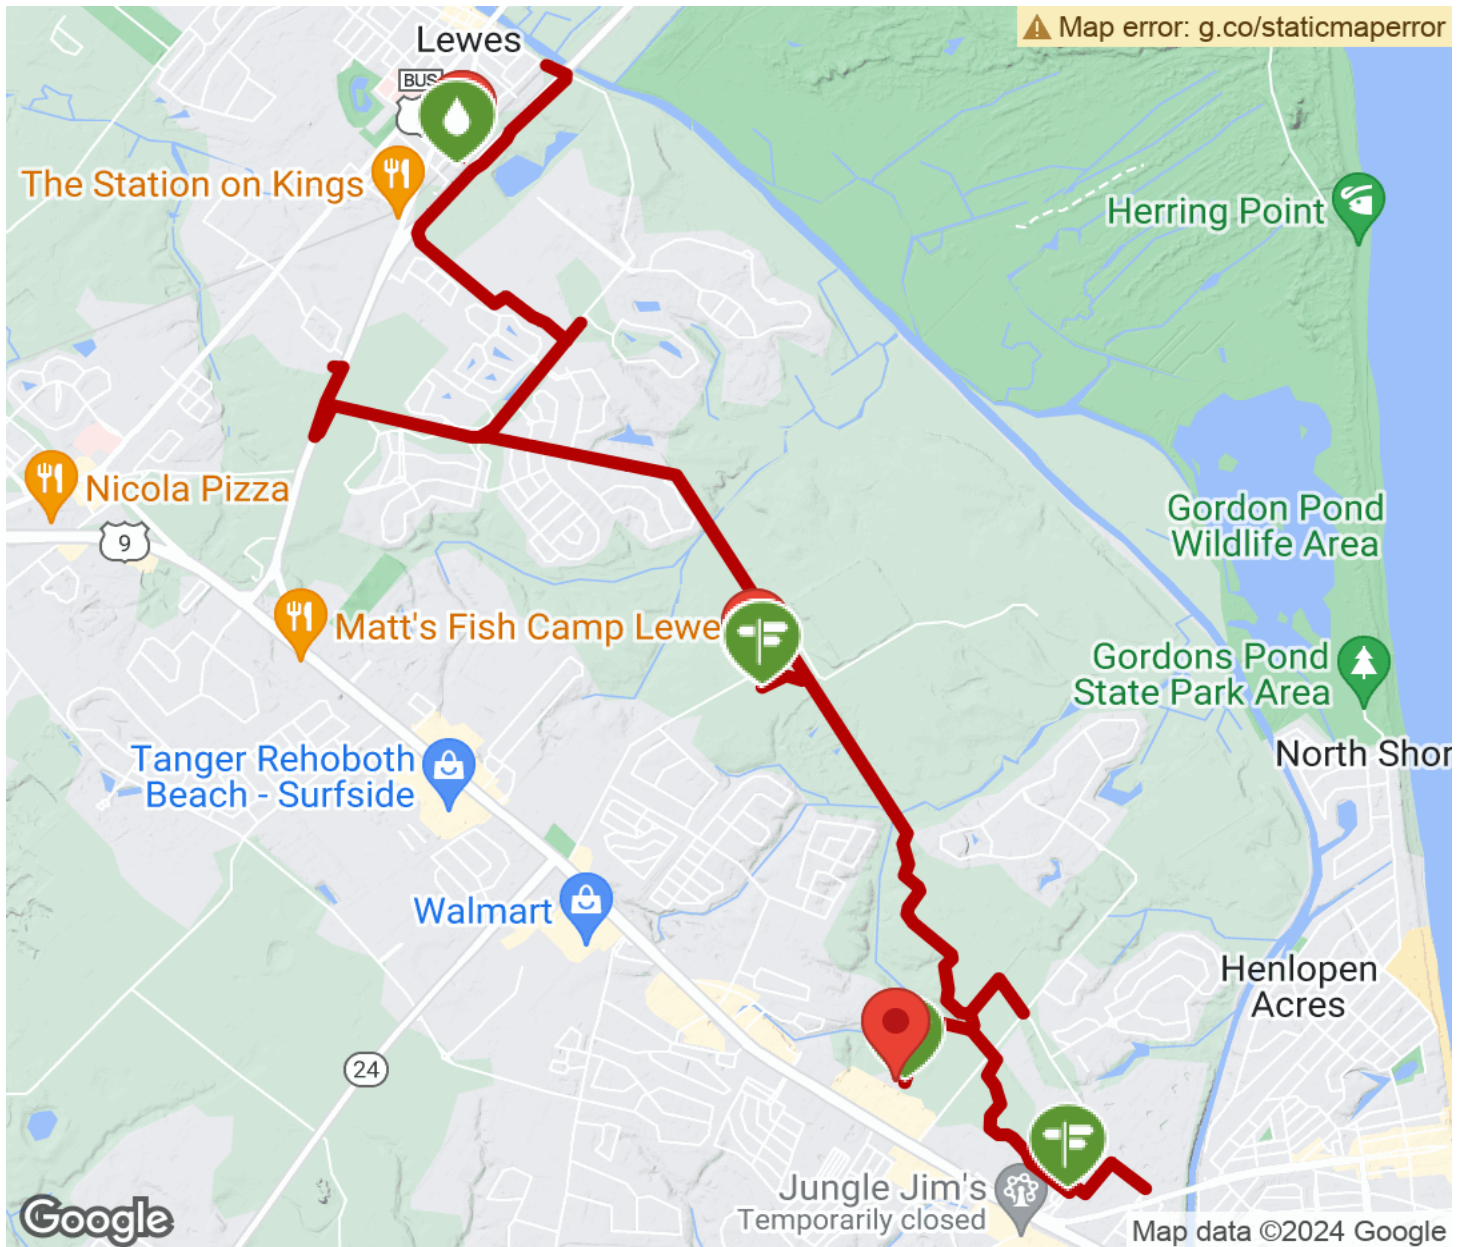 Map error: g.co/staticmaperror
Lewes
BUS
The Station on Kings
Herring Point
Nicola Pizza
9
Gordon Pond
Wildlife Area
Matt's Fish Camp Lewe
Gordons Pond
State Park Area
North Shor
Tanger Rehoboth
Beach - Surfside
Walmart
Henlopen
Acres
24
Jungle Jim's
Temporarily closed
Google
Map data ©2024 Google